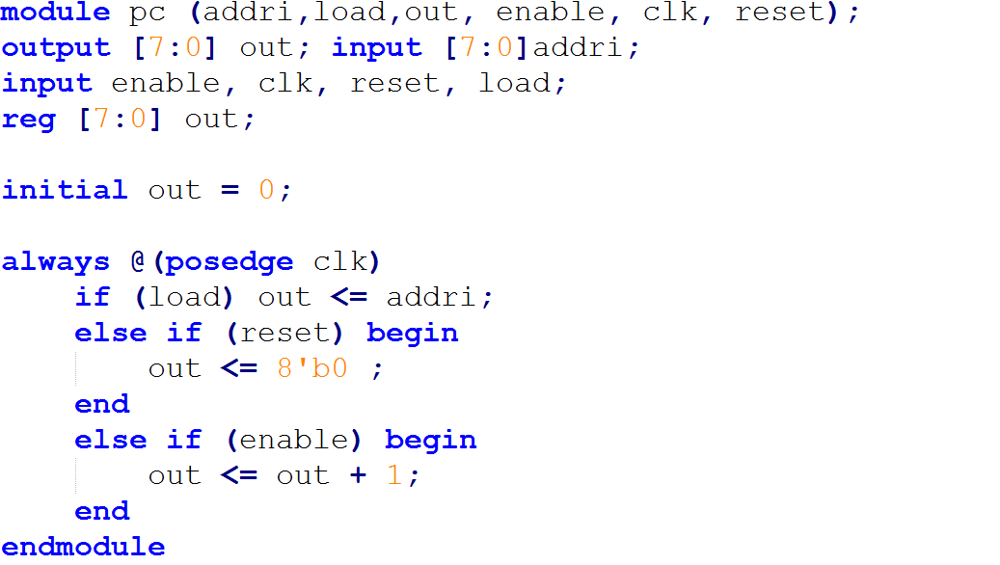 module pc (addri,load,out, enable, clk, reset);
output [7:0] out; input [7:0]addri;
input enable, clk, reset, load;
reg [7:0] out;
initial out = 0;
always @(posedge clk)
if (load) out <= addri;
else if (reset) begin
out <= 8'b0 ;
end
else if (enable) begin
out <= out + 1;
end
endmodule